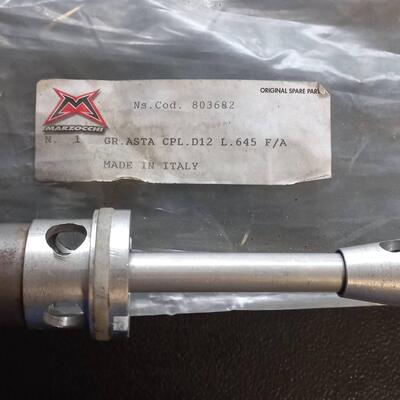 ORIGINAL SPARE PARTS
Ns.Cod. 803682
MARZOCCHI
N. 1 GR.ASTA CPL.D12 L.645 F/A
MADE IN ITALY